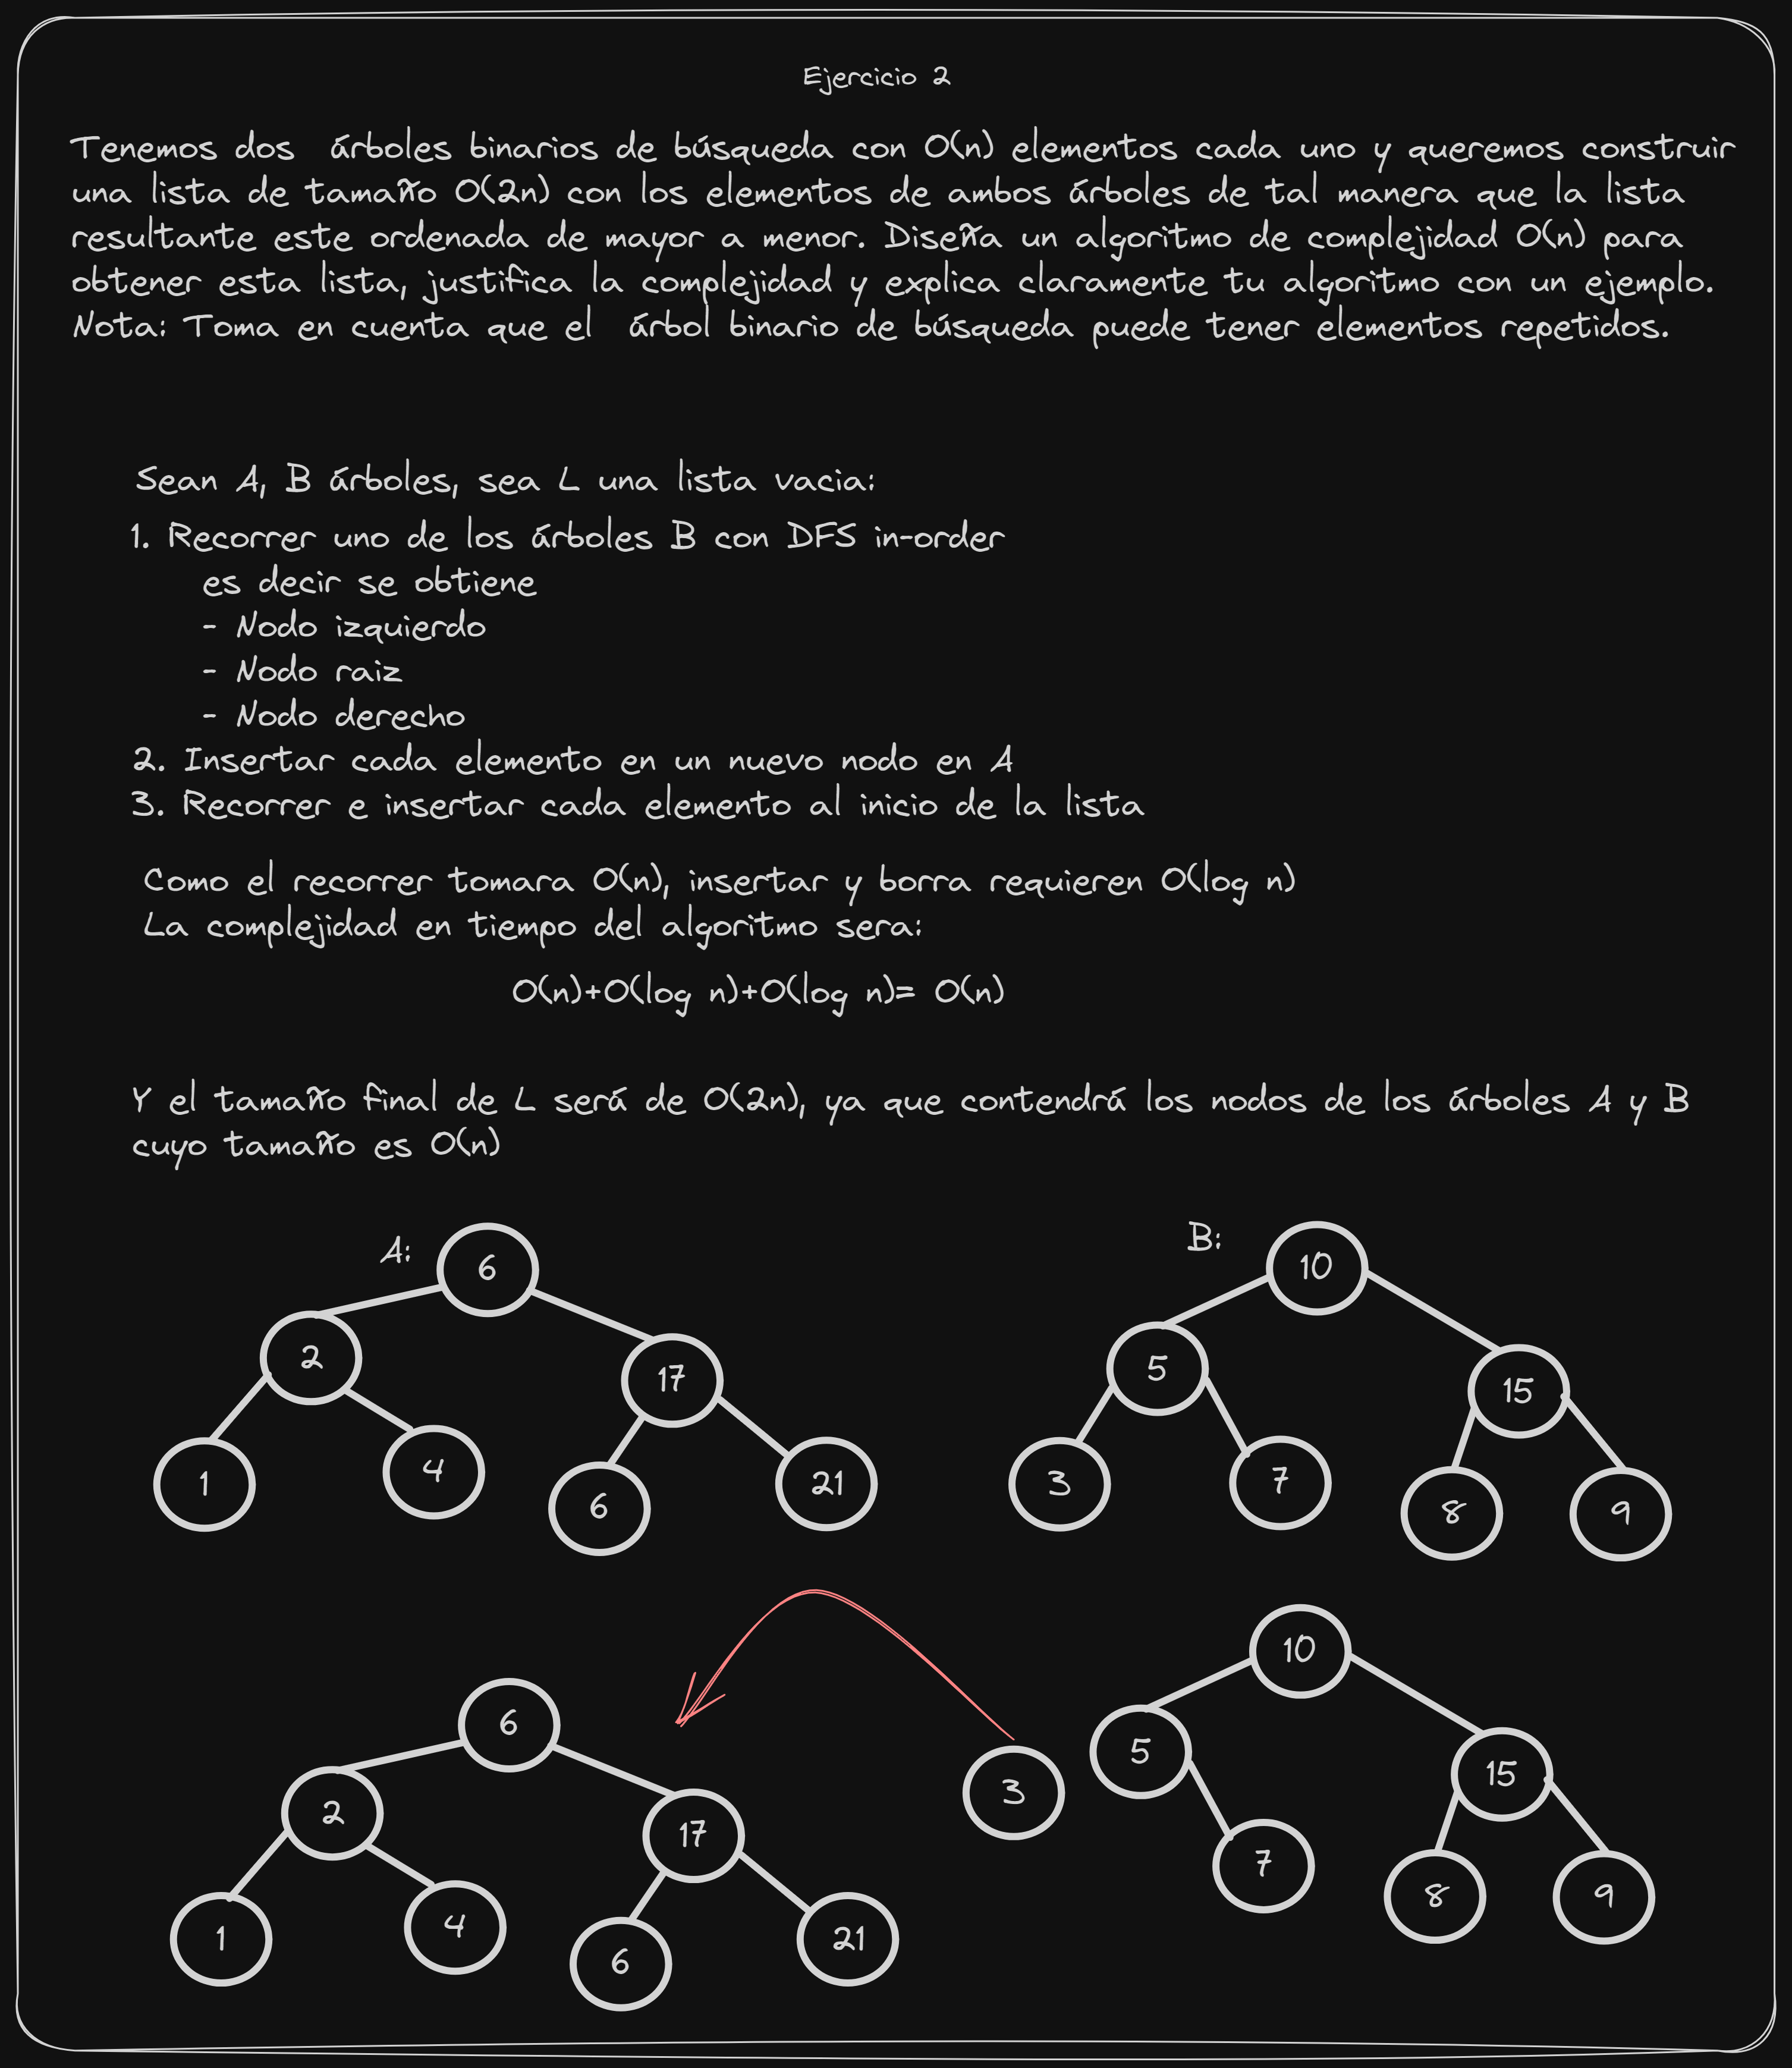 Ejercicio 2
Tenemos dos árboles binarios de búsqueda con O(n) elementos cada uno y queremos construir
una lista de tamaño O(2n) con los elementos de ambos árboles de tal manera que la lista
resultante este ordenada de mayor a menor. Diseña un algoritmo de complejidad O(n) para
obtener esta lista, justifica la complejidad y explica claramente tu algoritmo con un ejemplo.
Nota: Toma en cuenta que el árbol binario de búsqueda puede tener elementos repetidos.
Sean A, B árboles, sea L una lista vacia:
1. Recorrer uno de los árboles B con DFS in-order
es decir se obtiene
- Nodo izquierdo
- Nodo raiz
- Nodo derecho
2. Insertar cada elemento en un nuevo nodo en A
3. Recorrer e insertar cada elemento al inicio de la lista
Como el recorrer tomara O(n), insertar y borra requieren O(log n)
La complejidad en tiempo del algoritmo sera:
O(n)+O(log n)+O(log n)= O(n)
Y el tamaño final de L será de O(2n), ya que contendrá los nodos de los árboles A y B
cuyo tamaño es O(n)
A:
6
2
17
1
4
6
21
B:
10
5
15
3
7
8
9
6
2
17
1
4
6
21
3
10
5
15
7
8
9